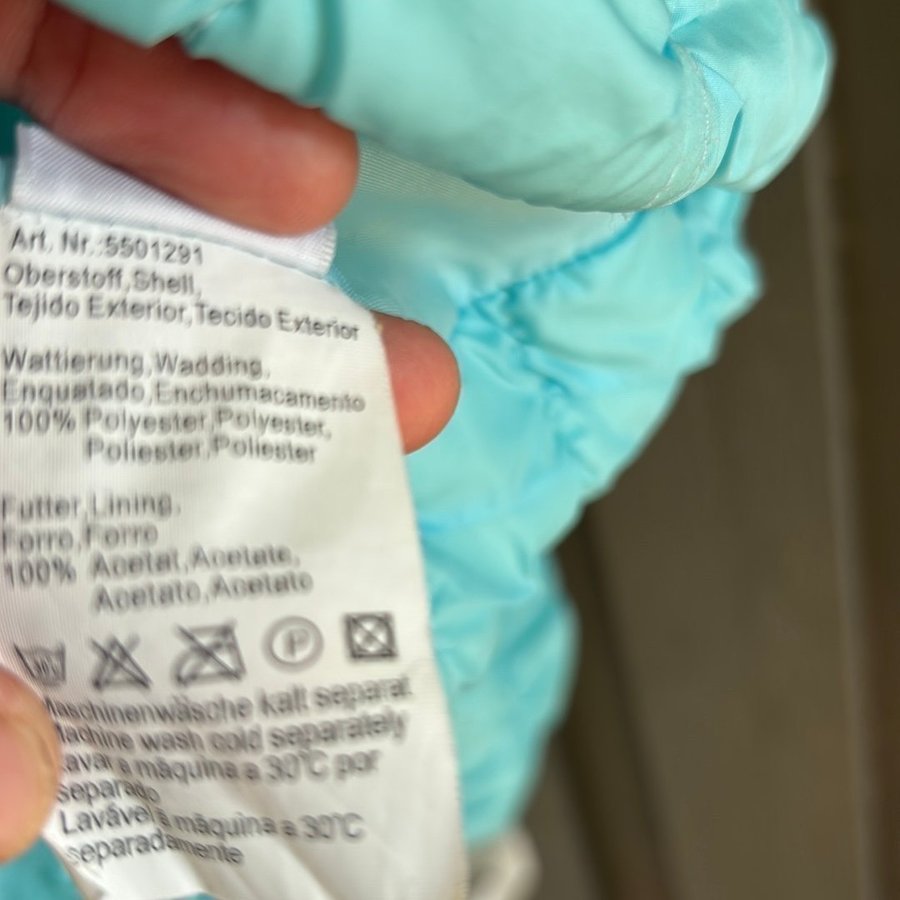 Art. Nr.:5501291
Oberstoff,Shell,
Tejido Exterior,Tecido Exterior
Wattierung,Wadding,
Enguatado,Enchumacamento
100% Polyester,Polyester,
Poliester,Poliester
Futter,Lining,
Forro,Forro
100% Acetat,Acetate,
Acetato,Acetato
P
Maschinenwäsche kalt separat
Machine wash cold separately
Lavar a máquina a 30°C por
separado
Lavável á máquina a 30°C
separadamente